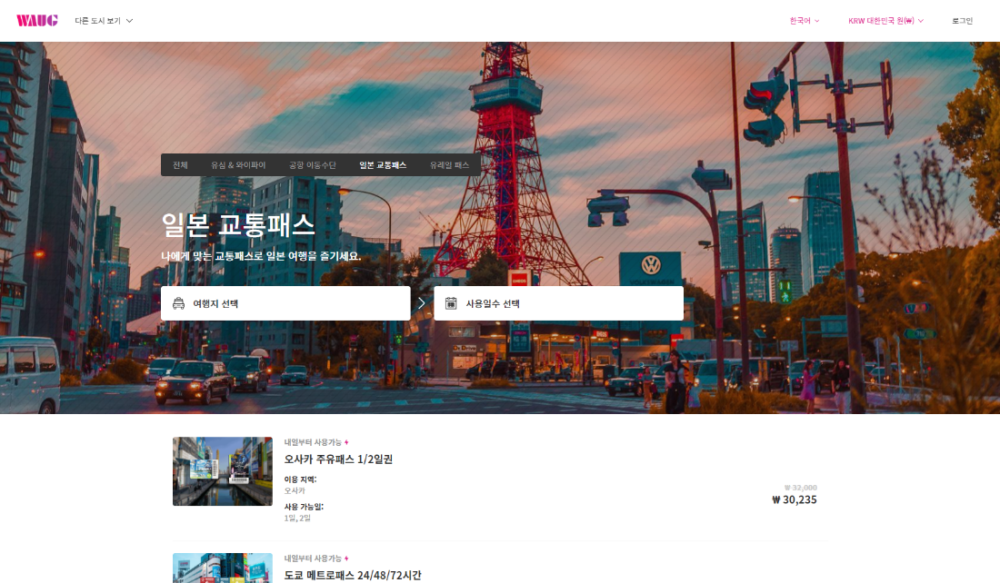 WAUG
다른 도시 보기
한국어
KRW 대한민국 원(₩)
로그인
전체
유심 & 와이파이
공항 이동수단
일본 교통패스
유레일 패스
일본 교통패스
나에게 맞는 교통패스로 일본 여행을 즐기세요.
여행지 선택
사용일수 선택
내일부터 사용가능
오사카 주유패스 1/2일권
이용 지역:
오사카
사용 가능일:
1일, 2일
₩ 32,000
₩ 30,235
내일부터 사용가능
도쿄 메트로패스 24/48/72시간